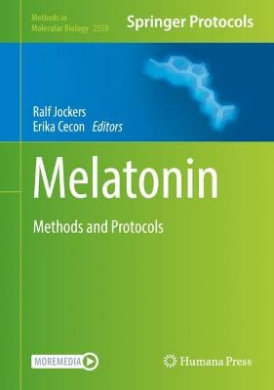 Methods in
Molecular Biology 2550
Springer Protocols
Ralf Jockers
Erika Cecon Editors
Melatonin
Methods and Protocols
MOREMEDIA
Humana Press